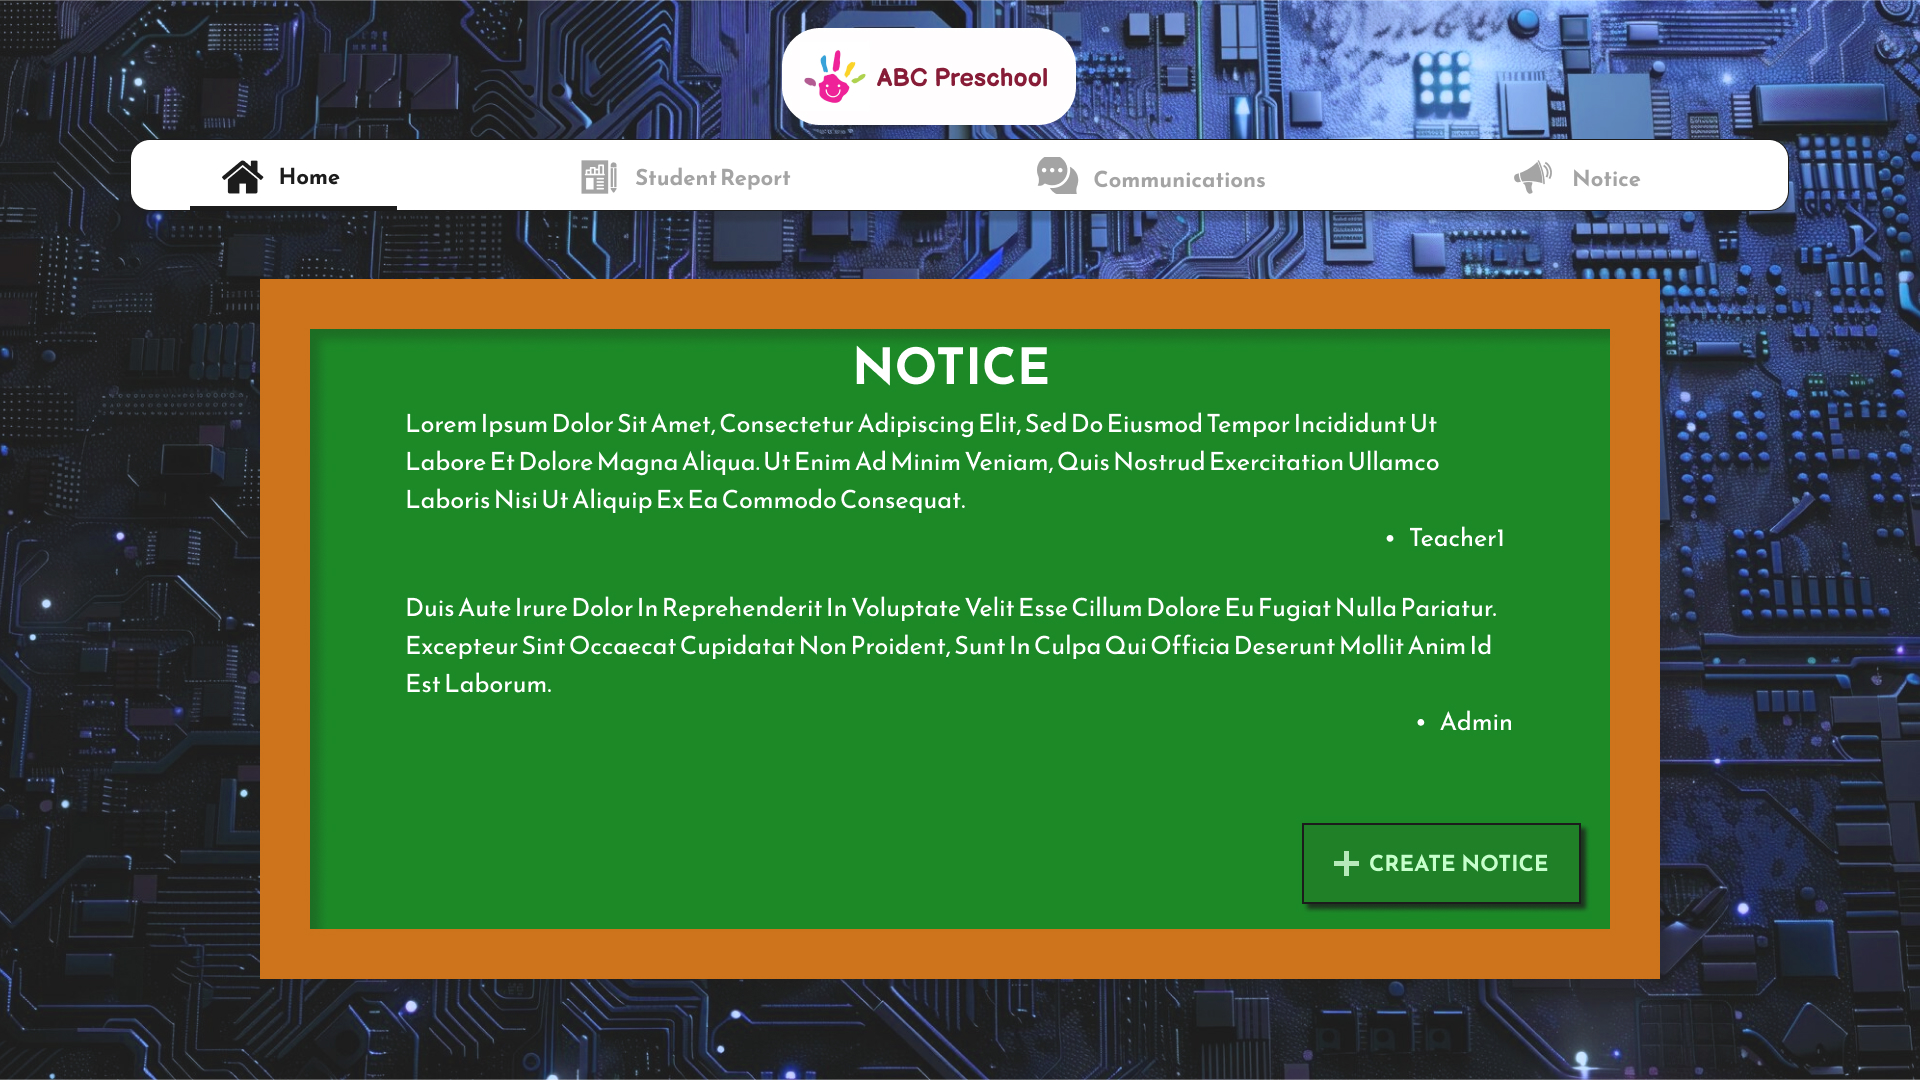 ABC Preschool
Home
Student Report
Communications
Notice
NOTICE
Lorem Ipsum Dolor Sit Amet, Consectetur Adipiscing Elit, Sed Do Eiusmod Tempor Incididunt Ut
Labore Et Dolore Magna Aliqua. Ut Enim Ad Minim Veniam, Quis Nostrud Exercitation Ullamco
Laboris Nisi Ut Aliquip Ex Ea Commodo Consequat.
• Teacher1
Duis Aute Irure Dolor In Reprehenderit In Voluptate Velit Esse Cillum Dolore Eu Fugiat Nulla Pariatur.
Excepteur Sint Occaecat Cupidatat Non Proident, Sunt In Culpa Qui Officia Deserunt Mollit Anim Id
Est Laborum.
• Admin
CREATE NOTICE